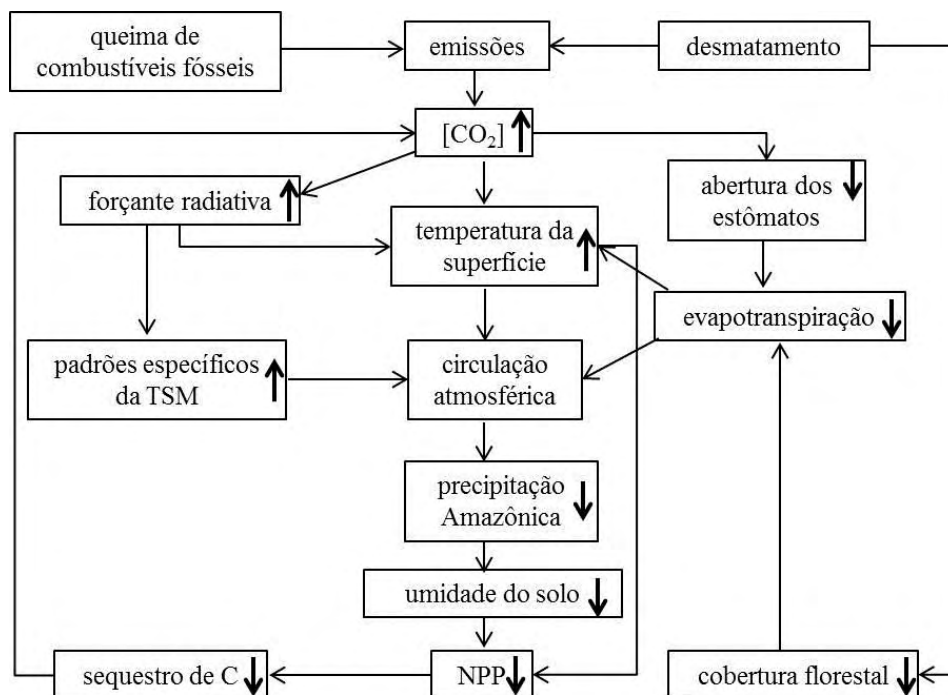 queima de
combustíveis fósseis
emissões
desmatamento
[CO₂]
forçante radiativa
abertura dos
estômatos
temperatura da
superfície
evapotranspiração
padrões específicos
da TSM
circulação
atmosférica
precipitação
Amazônica
umidade do solo
sequestro de C
NPP
cobertura florestal